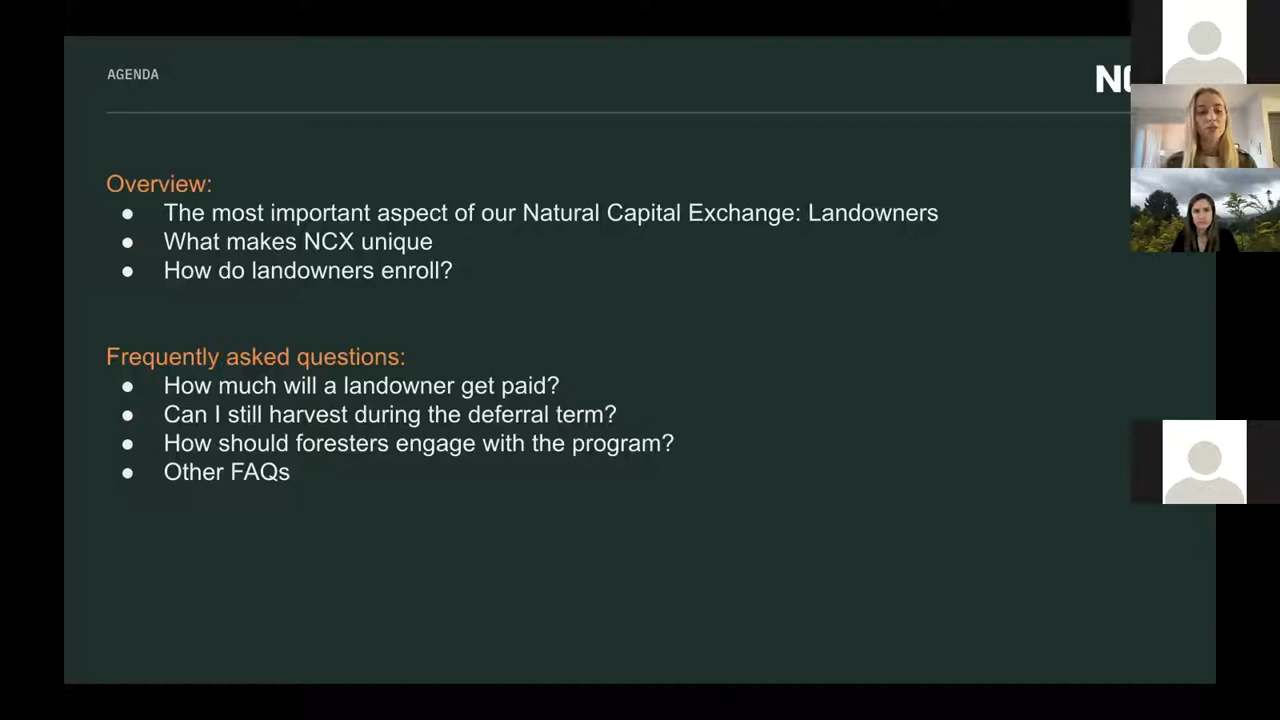 AGENDA
Overview:
● The most important aspect of our Natural Capital Exchange: Landowners
● What makes NCX unique
● How do landowners enroll?
Frequently asked questions:
● How much will a landowner get paid?
● Can I still harvest during the deferral term?
● How should foresters engage with the program?
● Other FAQs